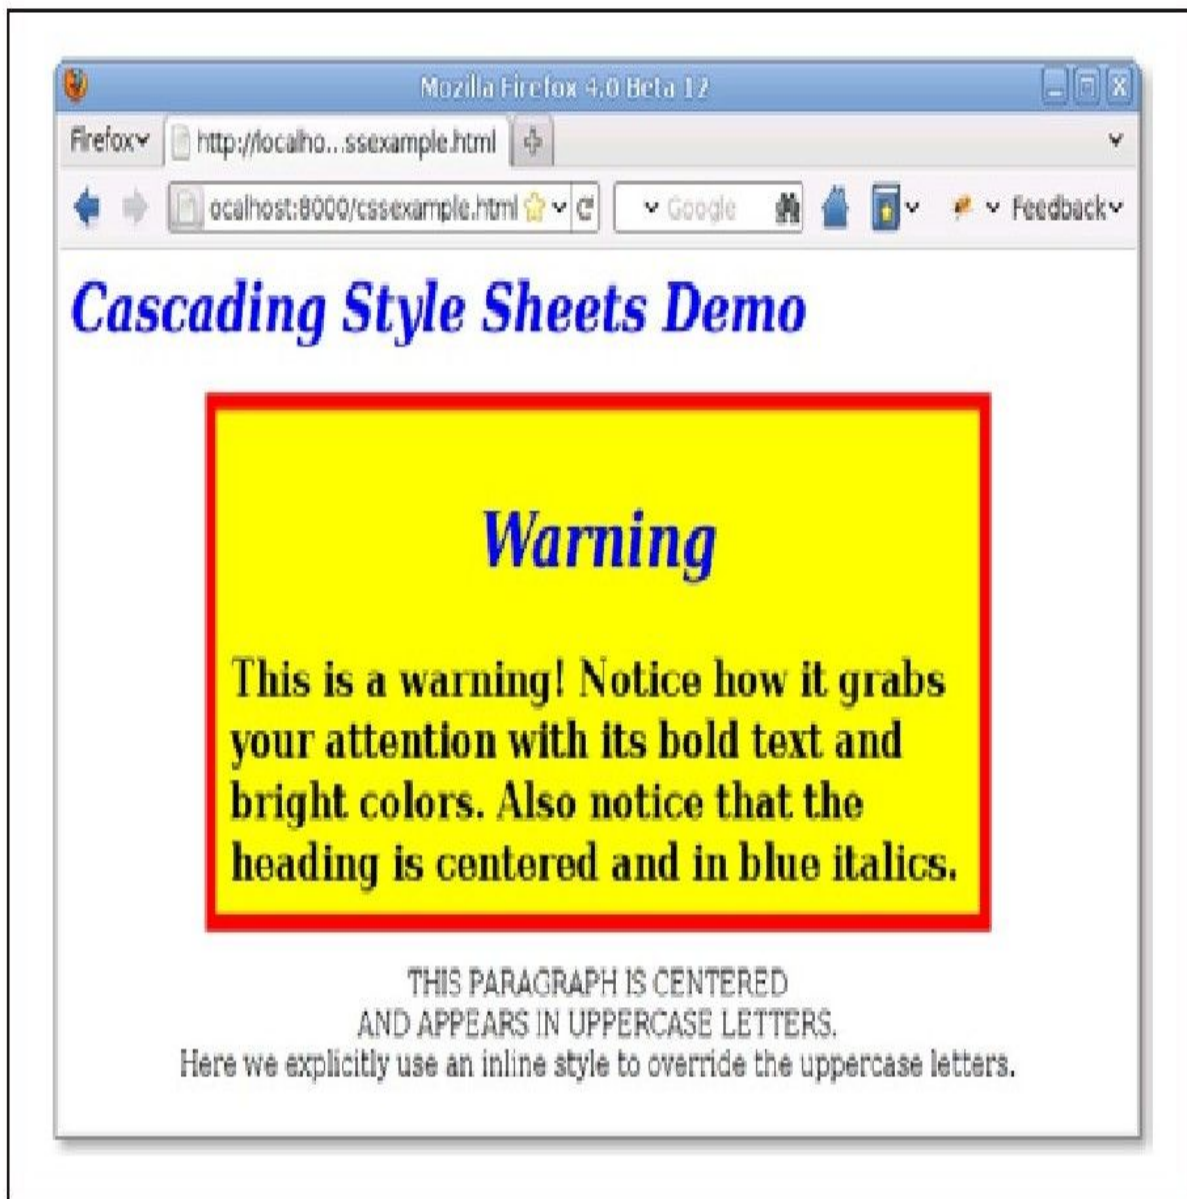 Mozilla Firefox 4.0 Beta 12
Firefox
http://localho...ssexample.html
ocalhost:8000/cssexample.html
Google
Feedback
Cascading Style Sheets Demo
Warning
This is a warning! Notice how it grabs
your attention with its bold text and
bright colors. Also notice that the
heading is centered and in blue italics.
THIS PARAGRAPH IS CENTERED
AND APPEARS IN UPPERCASE LETTERS.
Here we explicitly use an inline style to override the uppercase letters.